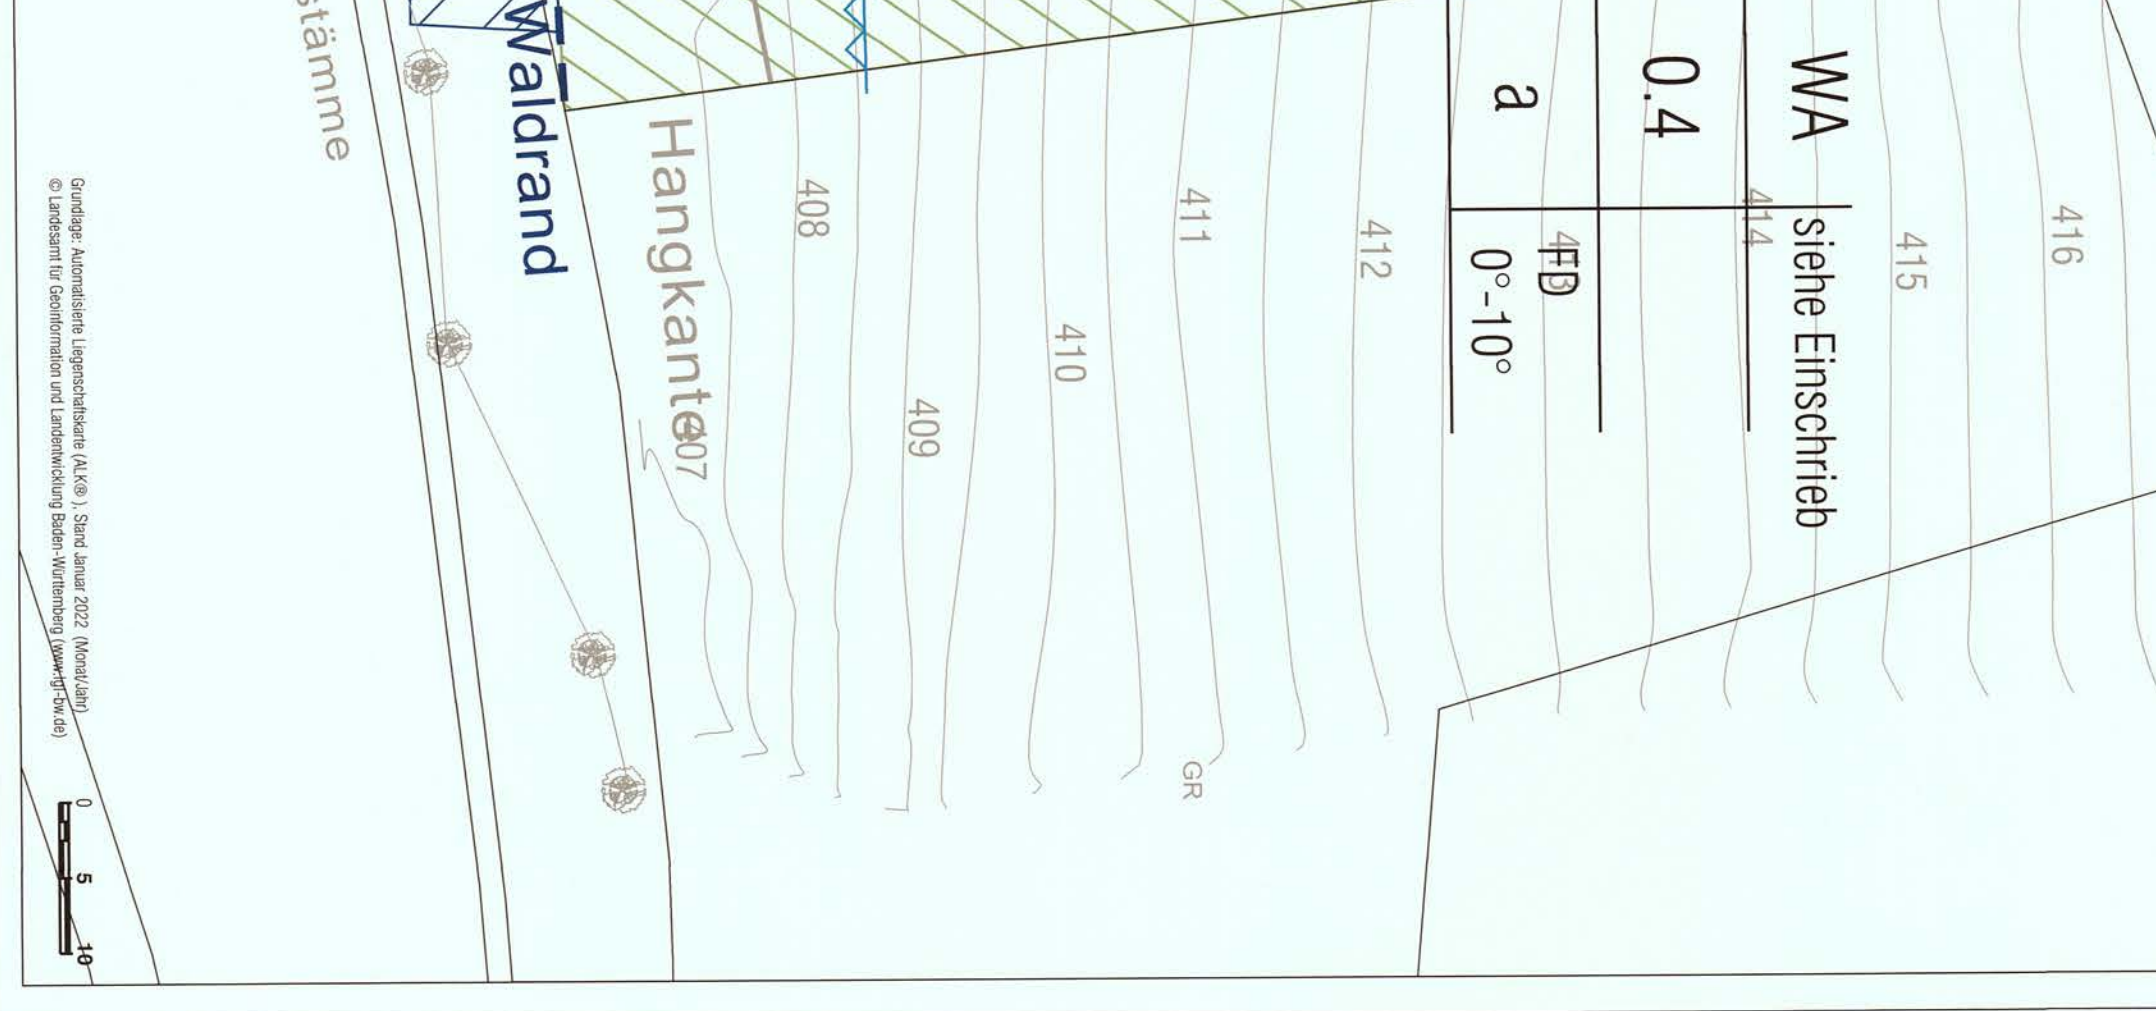 WA
siehe Einschrieb
0.4
a
FD
0°-10°
416
415
414
413
412
411
410
409
408
407
Hangkante
Waldrand
stämme
GR
Grundlage: Automatisierte Liegenschaftskarte (ALK® ), Stand Januar 2022 (Monat/Jahr)
© Landesamt für Geoinformation und Landentwicklung Baden-Württemberg (www.lgl-bw.de)
0 5 10